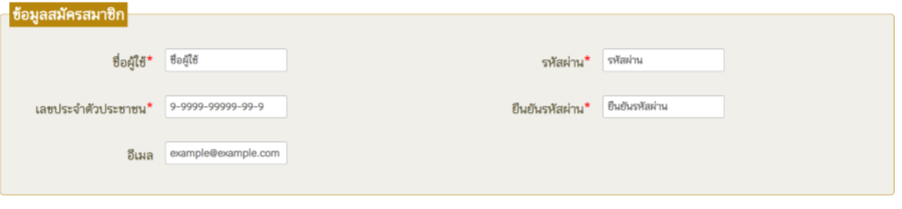 ข้อมูลสมัครสมาชิก
ชื่อผู้ใช้* ชื่อผู้ใช้ รหัสผ่าน* รหัสผ่าน
เลขประจำตัวประชาชน* 9-9999-99999-99-9 ยืนยันรหัสผ่าน* ยืนยันรหัสผ่าน
อีเมล example@example.com